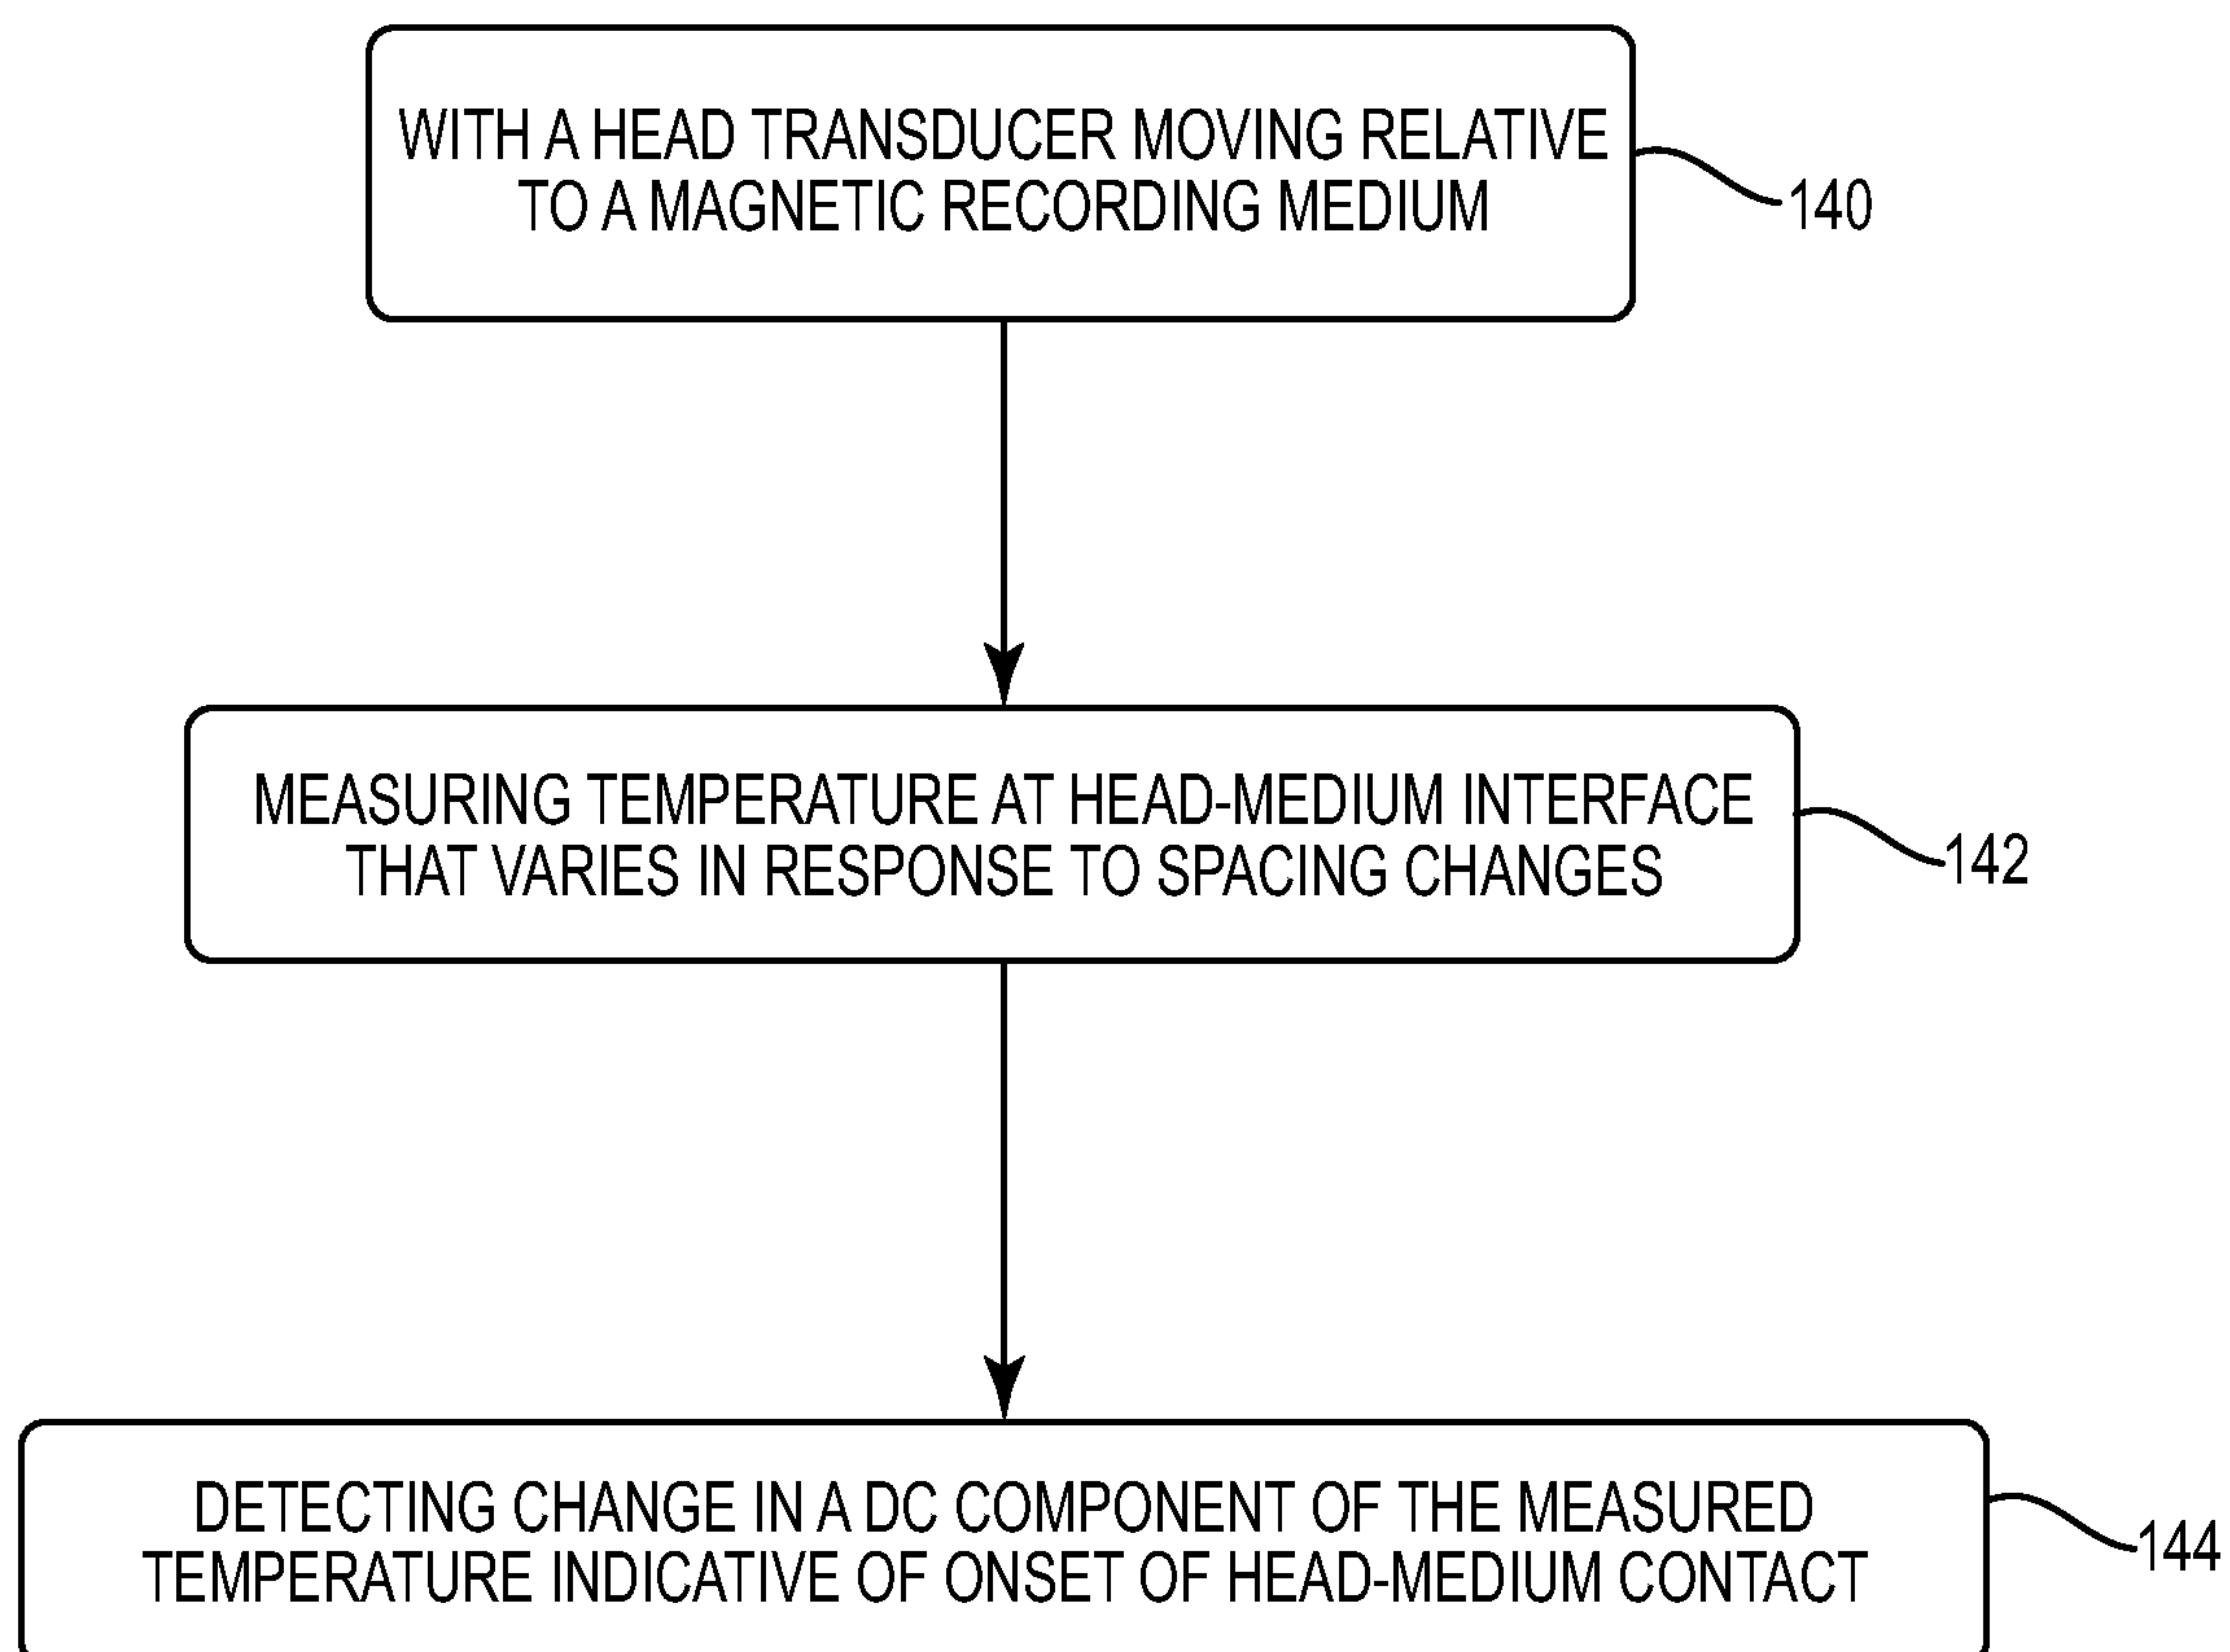 WITH A HEAD TRANSDUCER MOVING RELATIVE
TO A MAGNETIC RECORDING MEDIUM
140
MEASURING TEMPERATURE AT HEAD-MEDIUM INTERFACE
THAT VARIES IN RESPONSE TO SPACING CHANGES
142
DETECTING CHANGE IN A DC COMPONENT OF THE MEASURED
TEMPERATURE INDICATIVE OF ONSET OF HEAD-MEDIUM CONTACT
144